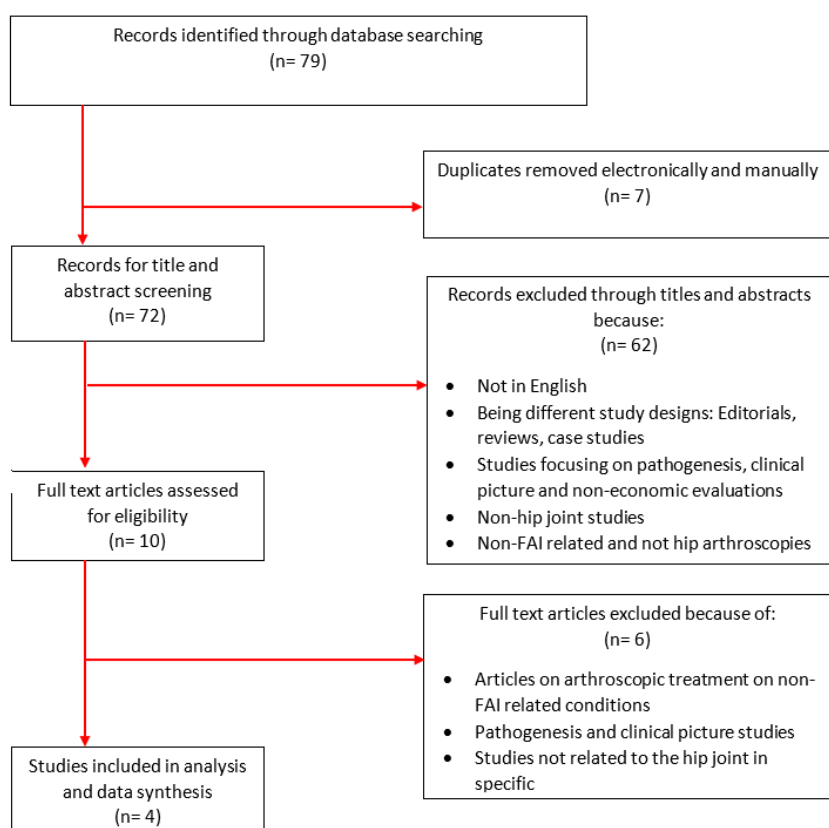 Records identified through database searching
(n= 79)
Duplicates removed electronically and manually
(n= 7)
Records for title and
abstract screening
(n= 72)
Records excluded through titles and abstracts
because:
(n= 62)
• Not in English
• Being different study designs: Editorials,
reviews, case studies
• Studies focusing on pathogenesis, clinical
picture and non-economic evaluations
• Non-hip joint studies
• Non-FAI related and not hip arthroscopies
Full text articles assessed
for eligibility
(n= 10)
Full text articles excluded because of:
(n= 6)
• Articles on arthroscopic treatment on non-
FAI related conditions
• Pathogenesis and clinical picture studies
• Studies not related to the hip joint in
specific
Studies included in analysis
and data synthesis
(n= 4)